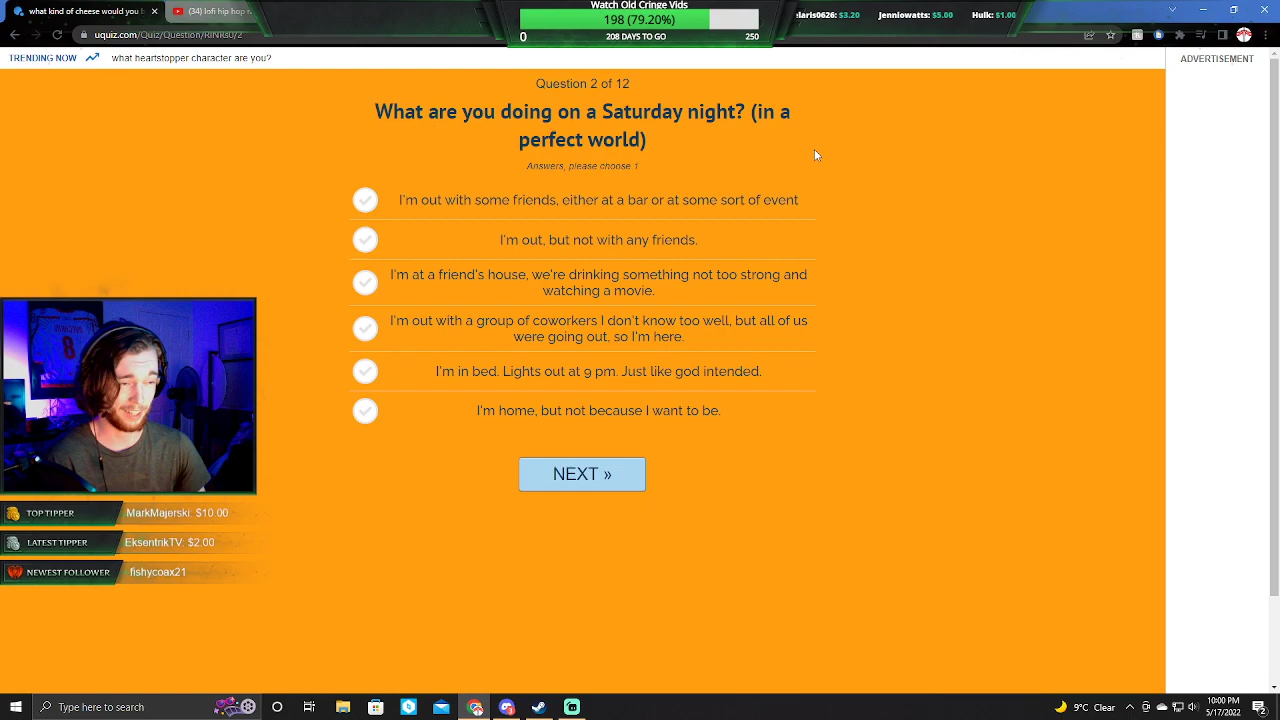 what kind of cheese would you b
(34) lofi hip hop r
Watch Old Cringe Vids
198 (79.20%)
0
208 DAYS TO GO
250
elaris0626: $3.20
Jenniowatts: $5.00
Hulk: $1.00
TRENDING NOW
what heartstopper character are you?
ADVERTISEMENT
Question 2 of 12
What are you doing on a Saturday night? (in a
perfect world)
Answers, please choose 1
I'm out with some friends, either at a bar or at some sort of event
I'm out, but not with any friends.
I'm at a friend's house, we're drinking something not too strong and
watching a movie.
I'm out with a group of coworkers I don't know too well, but all of us
were going out, so I'm here.
I'm in bed. Lights out at 9 pm. Just like god intended.
I'm home, but not because I want to be.
NEXT »
8
TOP TIPPER
MarkMajerski: $10.00
LATEST TIPPER
EksentrikTV: $2.00
NEWEST FOLLOWER
fishycoax21
Type here to search
59°F Clear
10:00 PM
5/17/2022